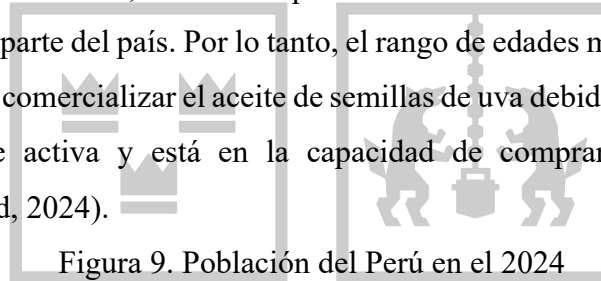 parte del país. Por lo tanto, el rango de edades m
comercializar el aceite de semillas de uva debid
activa y está en la capacidad de comprar
d, 2024).
Figura 9. Población del Perú en el 2024